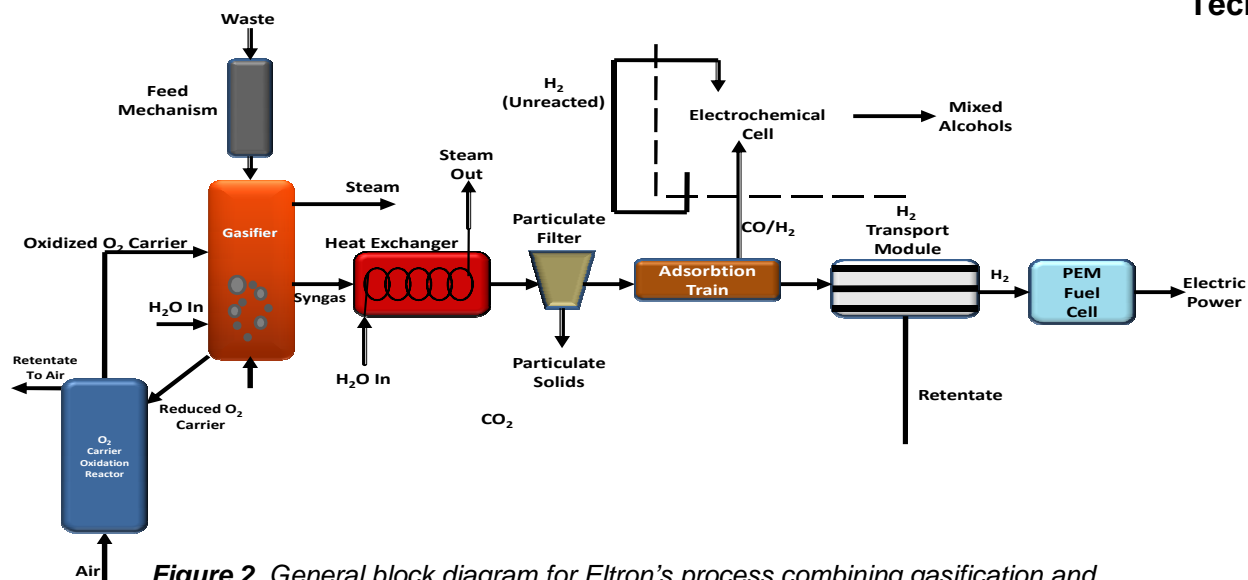 Tec
Waste
Feed
Mechanism
H2
(Unreacted)
Electrochemical
Cell
Mixed
Alcohols
Steam
Out
Steam
Gasifier
Oxidized O2 Carrier
Heat Exchanger
Particulate
Filter
CO/H2
H2
Transport
Module
Adsorbtion
Train
Syngas
H2O In
H2
PEM
Fuel
Cell
Electric
Power
Retentate
To Air
H2O In
Particulate
Solids
Reduced O2
Carrier
CO2
Retentate
O2
Carrier
Oxidation
Reactor
Air
Figure 2. General block diagram for Eltron's process combining gasification and